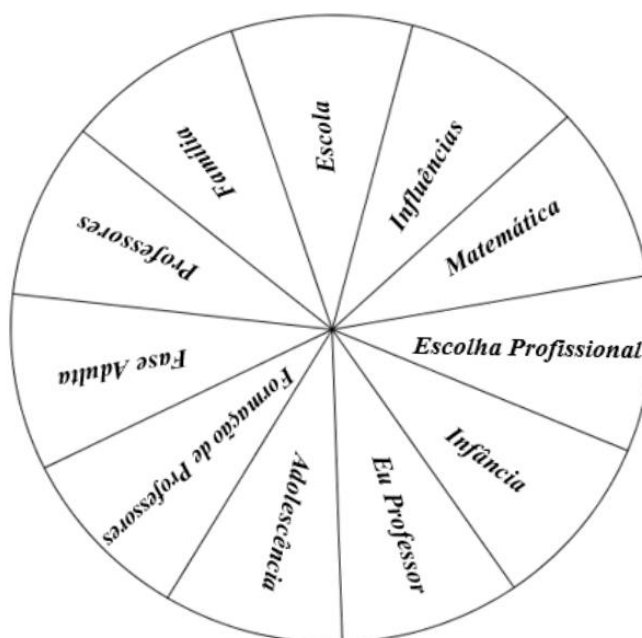 Escola
Influências
Matemática
Escolha Profissional
Infância
Eu Professor
Adolescência
Formação de Professores
Fase Adulta
Professores
Família